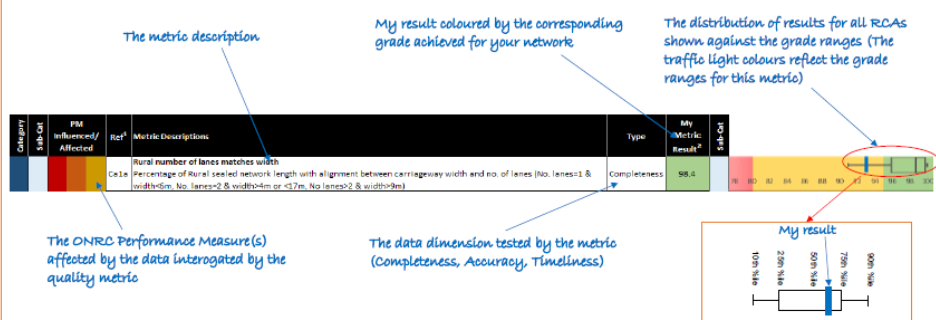 The metric description
My result coloured by the corresponding
grade achieved for your network
The distribution of results for all RCAs
shown against the grade ranges (The
traffic light colours reflect the grade
ranges for this metric)
Category
Sub-Cat
PM
Influenced/
Affected
Ref¹
Metric Descriptions
Type
My
Metric
Result²
Sub-Cat
Rural number of lanes matches width
Ca1a
Percentage of Rural sealed network length with alignment between carriageway width and no. of lanes (No. lanes=1 &
width<6m, No. lanes=2 & width>4m or <17m, No lanes>2 & width>9m)
Completeness
98.4
78 80 82 84 86 88 90 92 94 96 98 100
The ONRC Performance Measure(s)
affected by the data interogated by the
quality metric
The data dimension tested by the metric
(Completeness, Accuracy, Timeliness)
My result
10th %ile
25th %ile
50th %ile
75th %ile
90th %ile